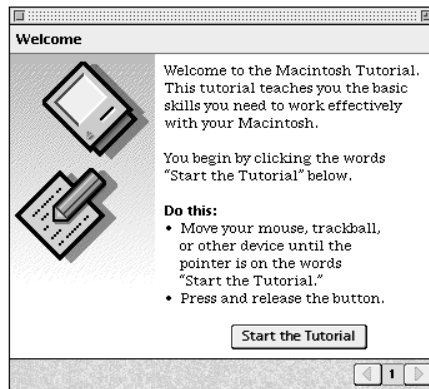 Welcome
Welcome to the Macintosh Tutorial.
This tutorial teaches you the basic
skills you need to work effectively
with your Macintosh.
You begin by clicking the words
“Start the Tutorial” below.
Do this:
• Move your mouse, trackball,
or other device until the
pointer is on the words
“Start the Tutorial.”
• Press and release the button.
Start the Tutorial
1